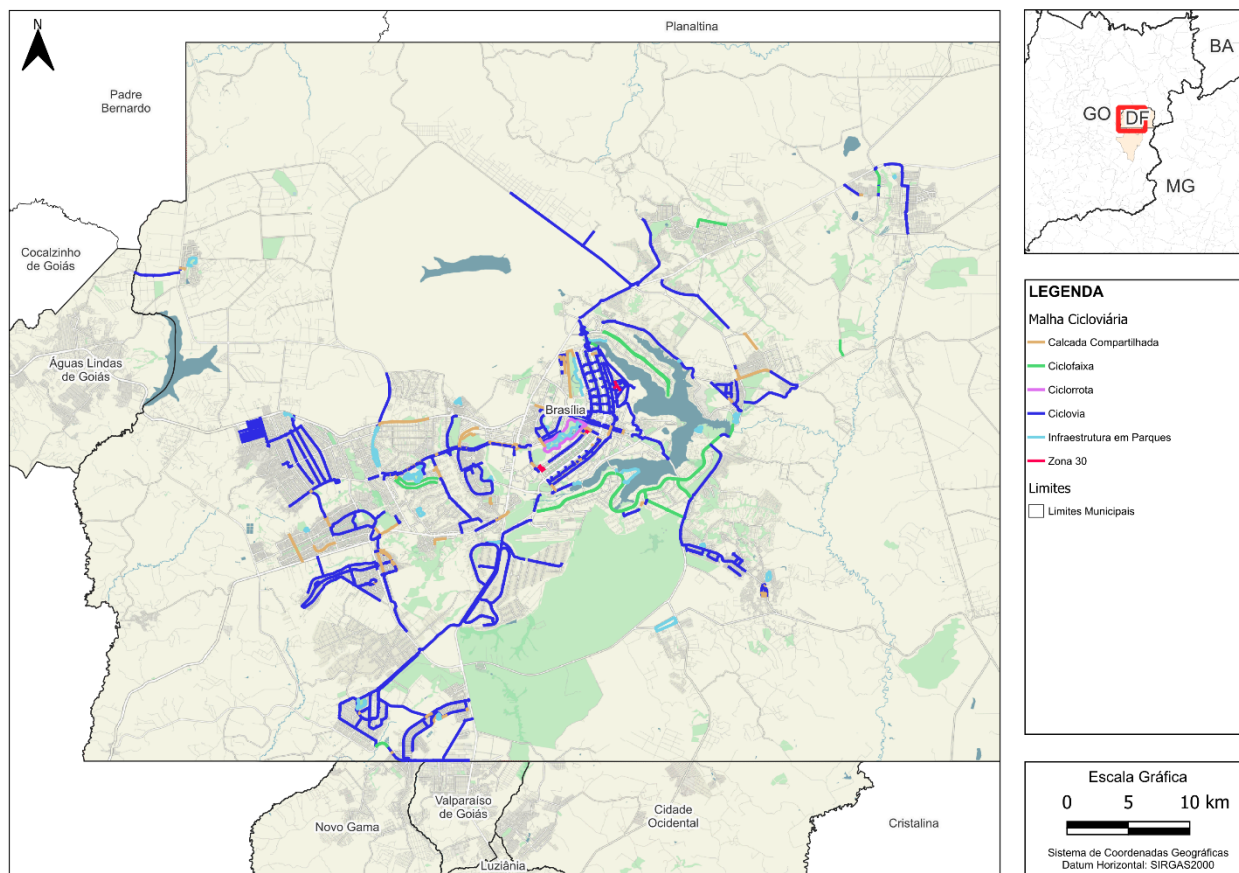 N
Planaltina
Padre
Bernardo
Cocalzinho
de Goiás
Águas Lindas
de Goiás
Brasília
Novo Gama
Valparaíso
de Goiás
Luziânia
Cidade
Ocidental
Cristalina
BA
GO
DF
MG
LEGENDA
Malha Cicloviária
Calcada Compartilhada
Ciclofaixa
Ciclorrota
Ciclovia
Infraestrutura em Parques
Zona 30
Limites
Limites Municipais
Escala Gráfica
0 5 10 km
Sistema de Coordenadas Geográficas
Datum Horizontal: SIRGAS2000